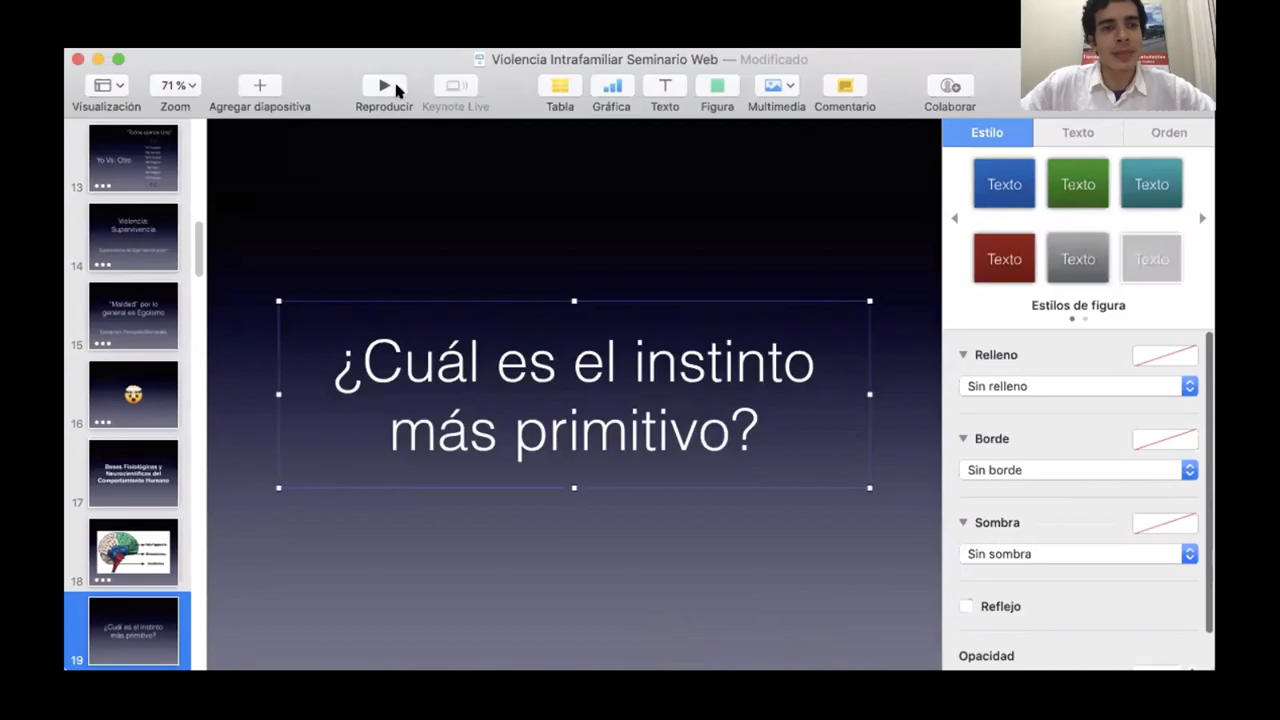 Violencia Intrafamiliar Seminario Web — Modificado
71 %
Visualización
Zoom
Agregar diapositiva
Reproducir
Keynote Live
Tabla
Gráfica
Texto
Figura
Multimedia
Comentario
Colaborar
13
"Todos somos Uno"
Yo Vs. Otro
14
Violencia:
Supervivencia
15
"Maldad" por lo
general es Egoísmo
16
17
Bases Fisiológicas y
Neurocientíficas del
Comportamiento Humano
18
19
¿Cuál es el instinto
más primitivo?
¿Cuál es el instinto
más primitivo?
Estilo
Texto
Orden
Texto
Texto
Texto
Texto
Texto
Texto
Estilos de figura
Relleno
Sin relleno
Borde
Sin borde
Sombra
Sin sombra
Reflejo
Opacidad